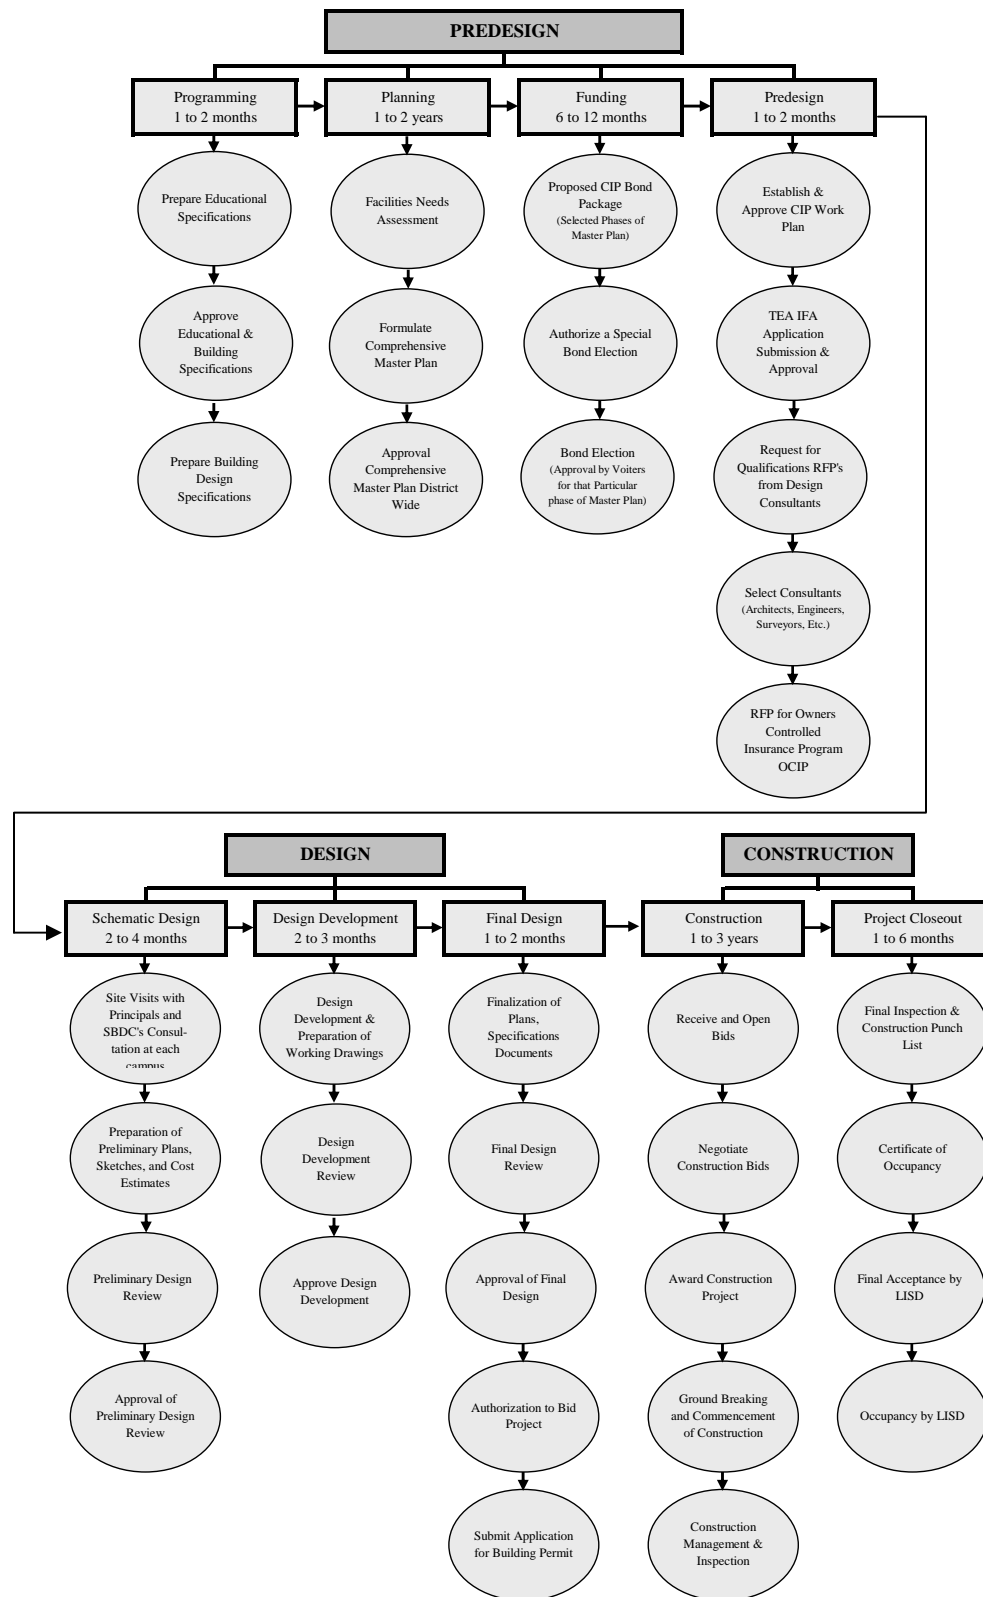 PREDESIGN
Programming
1 to 2 months
Planning
1 to 2 years
Funding
6 to 12 months
Predesign
1 to 2 months
Prepare Educational
Specifications
Facilities Needs
Assessment
Proposed CIP Bond
Package
(Selected Phases of
Master Plan)
Establish &
Approve CIP Work
Plan
Approve
Educational &
Building
Specifications
Formulate
Comprehensive
Master Plan
Authorize a Special
Bond Election
TEA IFA
Application
Submission &
Approval
Prepare Building
Design
Specifications
Approval
Comprehensive
Master Plan District
Wide
Bond Election
(Approval by Voiters
for that Particular
phase of Master Plan)
Request for
Qualifications RFP's
from Design
Consultants
Select Consultants
(Architects, Engineers,
Surveyors, Etc.)
RFP for Owners
Controlled
Insurance Program
OCIP
DESIGN
CONSTRUCTION
Schematic Design
2 to 4 months
Design Development
2 to 3 months
Final Design
1 to 2 months
Construction
1 to 3 years
Project Closeout
1 to 6 months
Site Visits with
Principals and
SBDC's Consul-
tation at each
campus
Design
Development &
Preparation of
Working Drawings
Finalization of
Plans,
Specifications
Documents
Receive and Open
Bids
Final Inspection &
Construction Punch
List
Preparation of
Preliminary Plans,
Sketches, and Cost
Estimates
Design
Development
Review
Final Design
Review
Negotiate
Construction Bids
Certificate of
Occupancy
Preliminary Design
Review
Approve Design
Development
Approval of Final
Design
Award Construction
Project
Final Acceptance by
LISD
Approval of
Preliminary Design
Review
Authorization to Bid
Project
Ground Breaking
and Commencement
of Construction
Occupancy by LISD
Submit Application
for Building Permit
Construction
Management &
Inspection